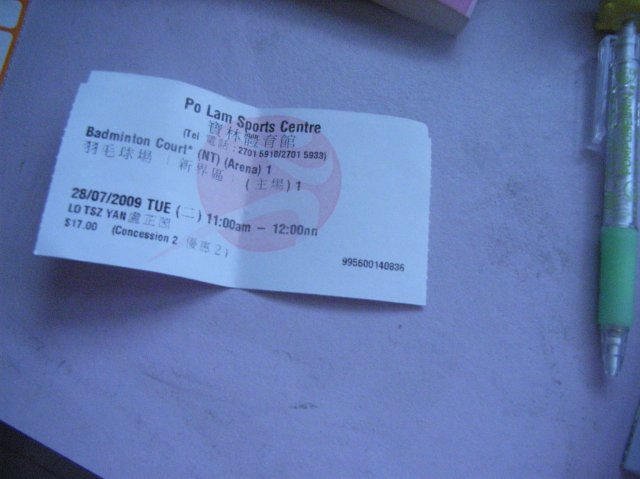 Po Lam Sports Centre
寶林體育館
(Tel 電話：2701 5918/2701 5933)
Badminton Court* (NT) (Arena) 1
羽毛球場 新界區 (主場) 1
28/07/2009 TUE (二) 11:00am – 12:00nn
LO TSZ YAN 盧正
$17.00 (Concession 2 優惠 2)
995600140836